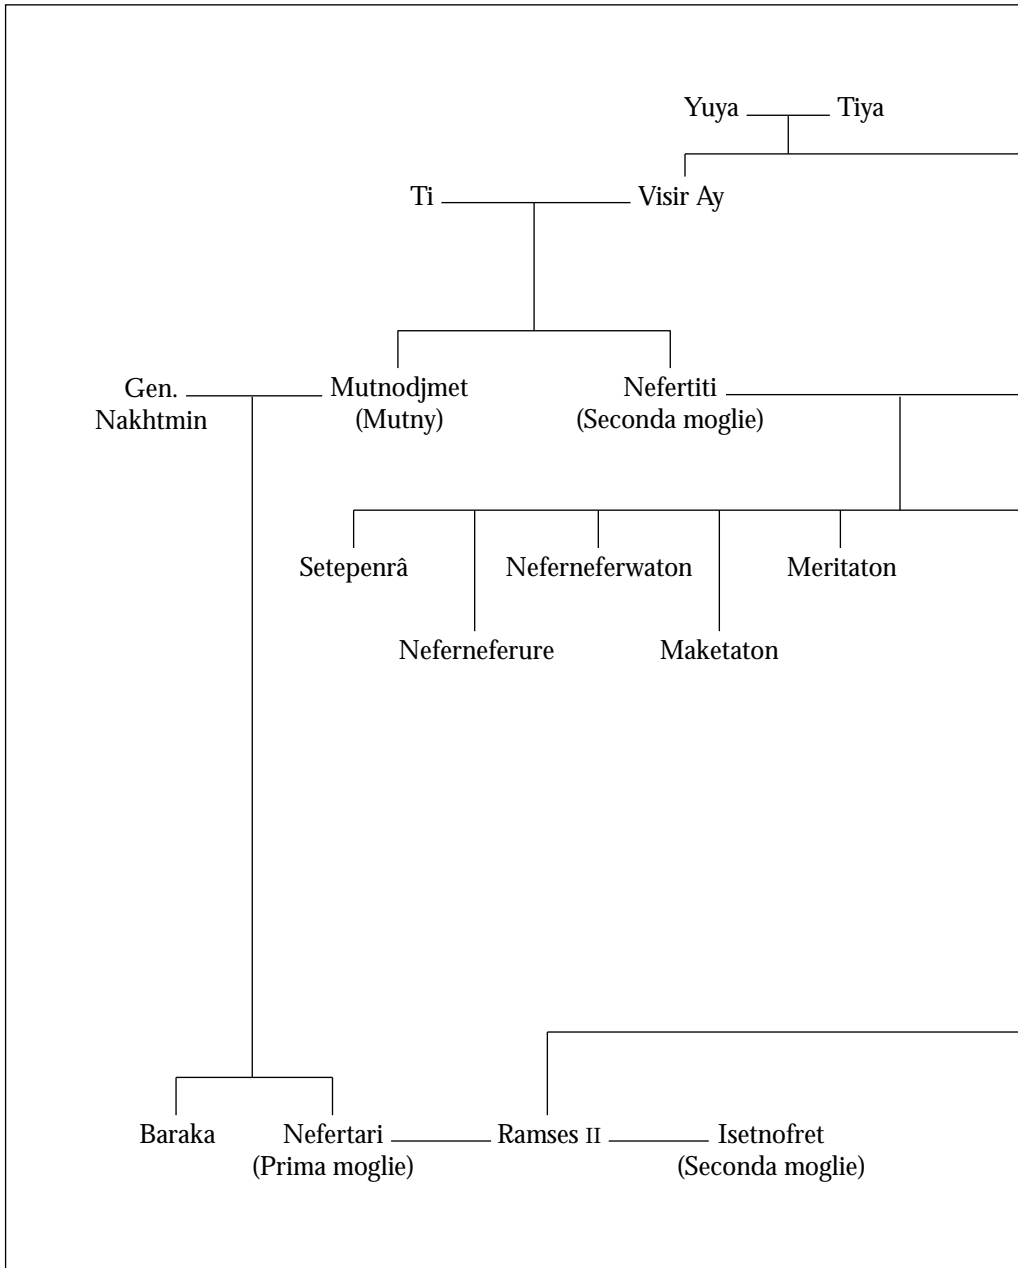 Yuya Tiya
Ti Visir Ay
Gen.
Nakhtmin
Mutnodjmet
(Mutny)
Nefertiti
(Seconda moglie)
Setepenrâ Neferneferwaton Meritaton
Neferneferure Maketaton
Baraka Nefertari Ramses II Isetnofret
(Prima moglie) (Seconda moglie)